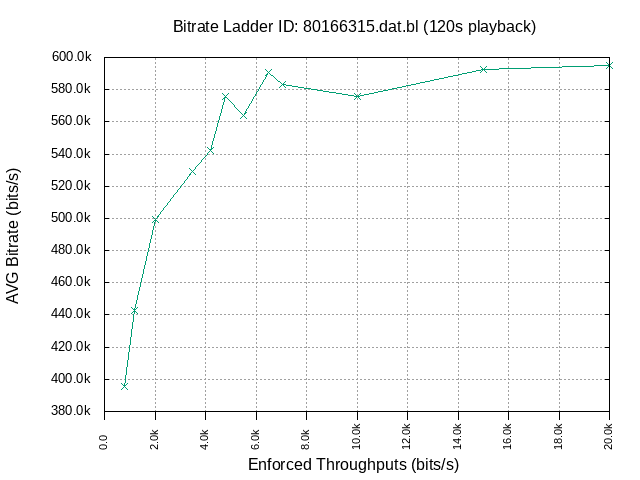 Bitrate Ladder ID: 80166315.dat.bl (120s playback)
600.0k
580.0k
560.0k
540.0k
520.0k
500.0k
480.0k
460.0k
440.0k
420.0k
400.0k
380.0k
AVG Bitrate (bits/s)
0.0
2.0k
4.0k
6.0k
8.0k
10.0k
12.0k
14.0k
16.0k
18.0k
20.0k
Enforced Throughputs (bits/s)